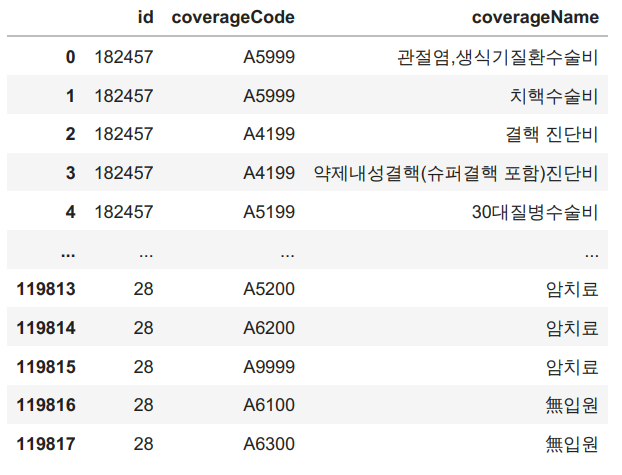 id coverageCode coverageName
0 182457 A5999 관절염,생식기질환수술비
1 182457 A5999 치핵수술비
2 182457 A4199 결핵 진단비
3 182457 A4199 약제내성결핵(슈퍼결핵 포함)진단비
4 182457 A5199 30대질병수술비
... ... ... ...
119813 28 A5200 암치료
119814 28 A6200 암치료
119815 28 A9999 암치료
119816 28 A6100 無입원
119817 28 A6300 無입원